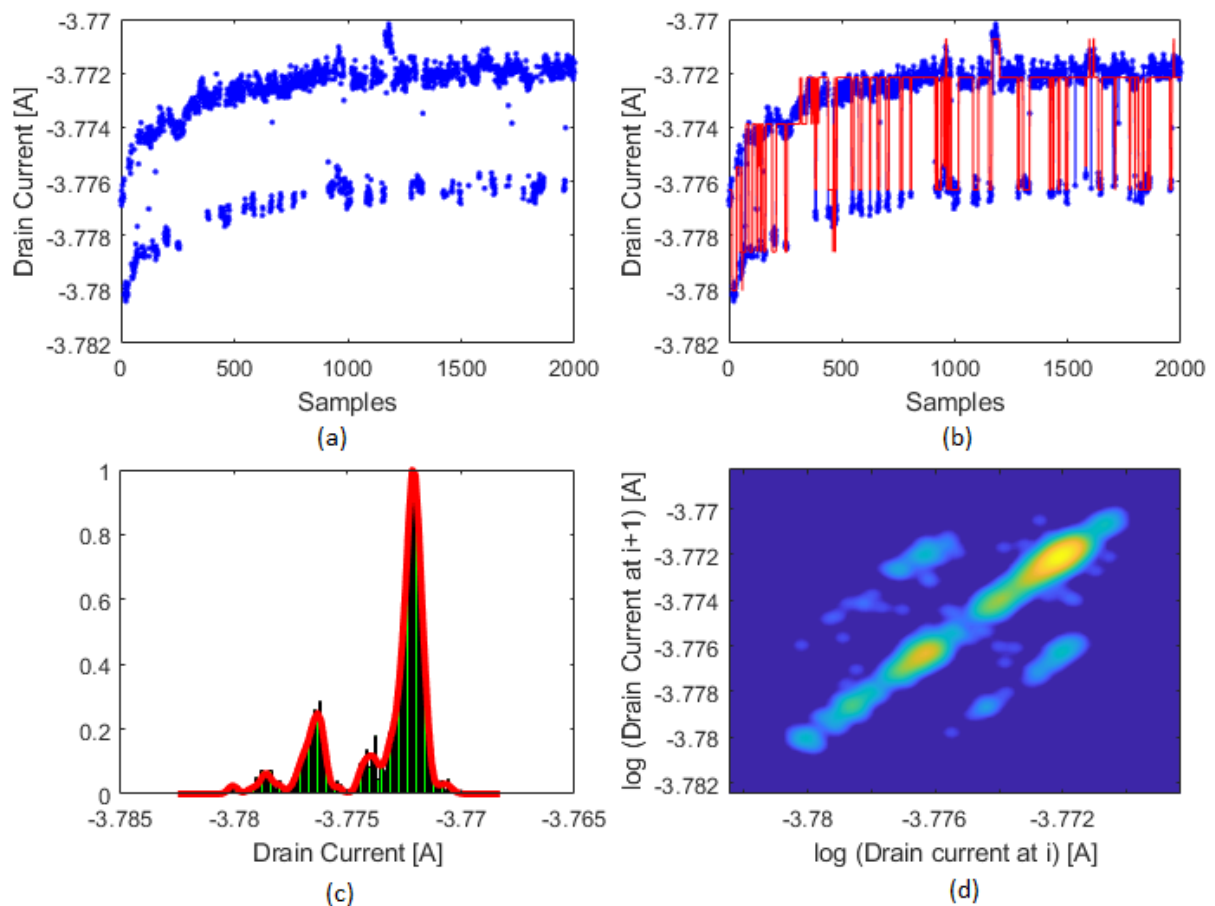 -3.77
-3.772
-3.774
-3.776
-3.778
-3.78
-3.782
Drain Current [A]
0 500 1000 1500 2000
Samples
(a)
-3.77
-3.772
-3.774
-3.776
-3.778
-3.78
-3.782
Drain Current [A]
0 500 1000 1500 2000
Samples
(b)
1
0.8
0.6
0.4
0.2
0
-3.785 -3.78 -3.775 -3.77 -3.765
Drain Current [A]
(c)
log (Drain Current at i+1) [A]
-3.77
-3.772
-3.774
-3.776
-3.778
-3.78
-3.782
-3.78 -3.776 -3.772
log (Drain current at i) [A]
(d)